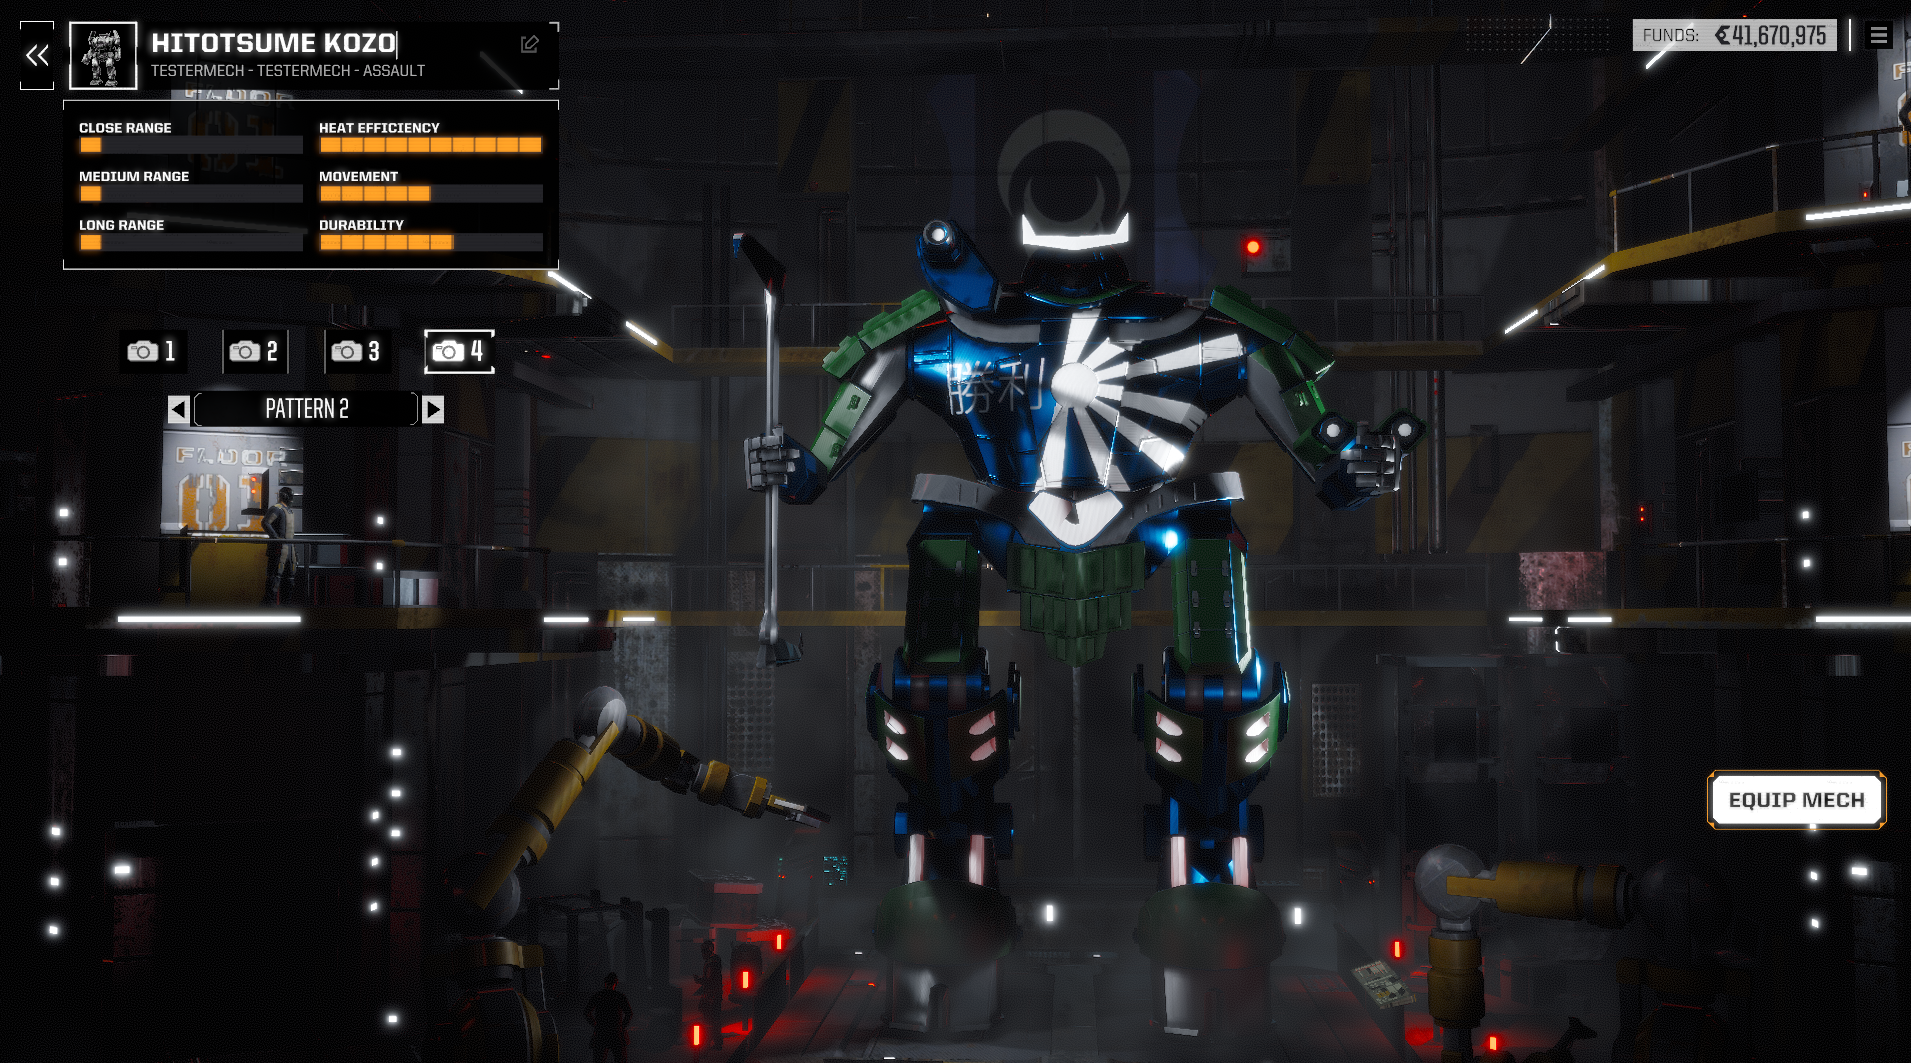 HITOTSUME KOZO
TESTERMECH - TESTERMECH - ASSAULT
FUNDS: 41,670,975
CLOSE RANGE
HEAT EFFICIENCY
MEDIUM RANGE
MOVEMENT
LONG RANGE
DURABILITY
1
2
3
4
PATTERN 2
勝利
01
EQUIP MECH